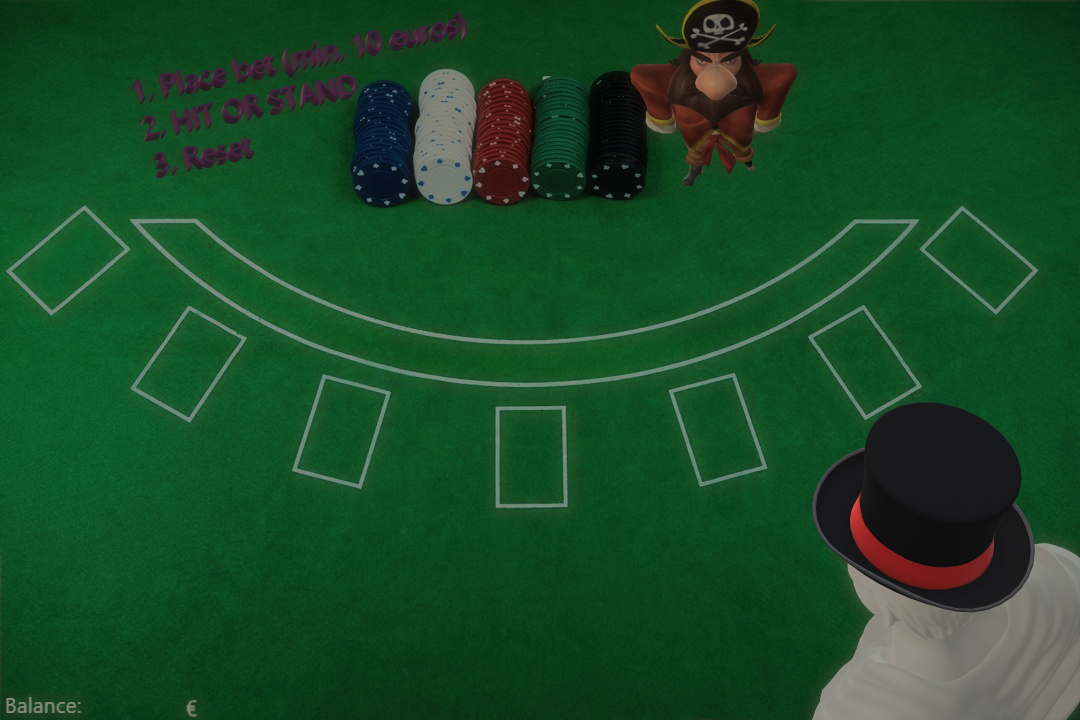 1. Place bet (min. 10 euros)
2. HIT OR STAND
3. Reset
Balance: €